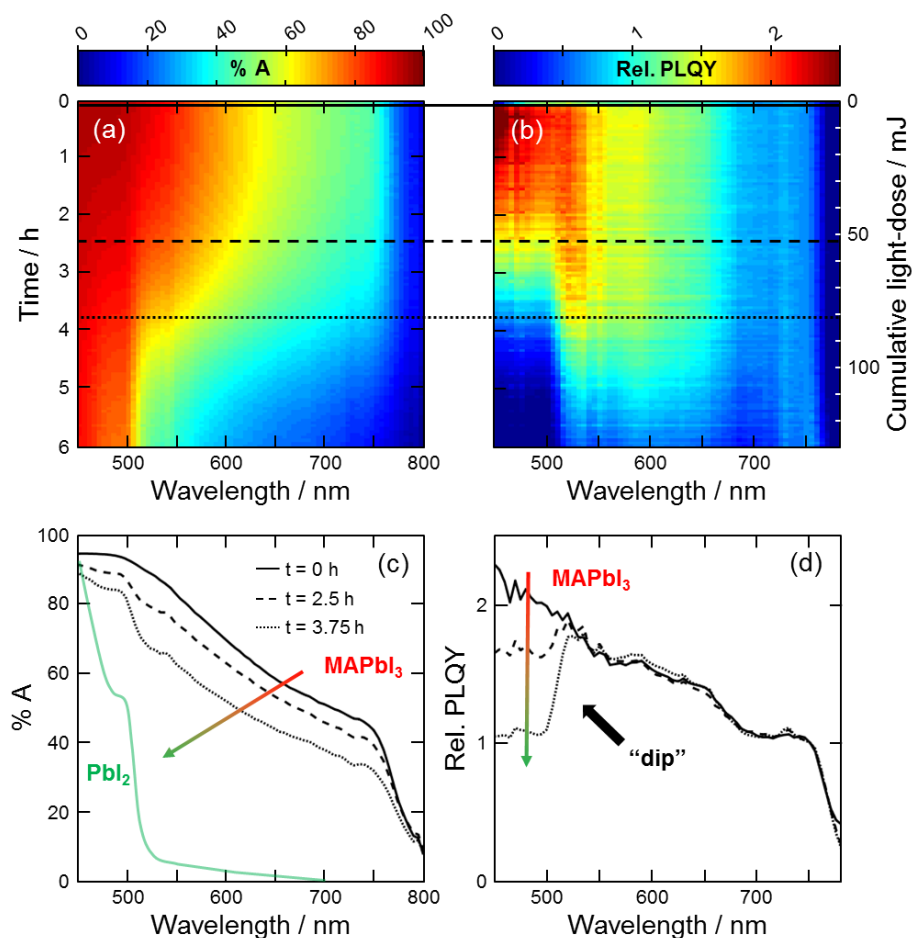 0 20 40 60 80 100
% A
0 1 2
Rel. PLQY
(a)
0
1
2
3
4
5
6
Time / h
500 600 700 800
Wavelength / nm
(b)
0
50
100
Cumulative light-dose / mJ
500 600 700
Wavelength / nm
(c)
100
80
60
40
20
0
% A
t = 0 h
t = 2.5 h
t = 3.75 h
MAPbI₃
PbI₂
500 600 700 800
Wavelength / nm
(d)
2
1
0
Rel. PLQY
MAPbI₃
“dip”
500 600 700
Wavelength / nm